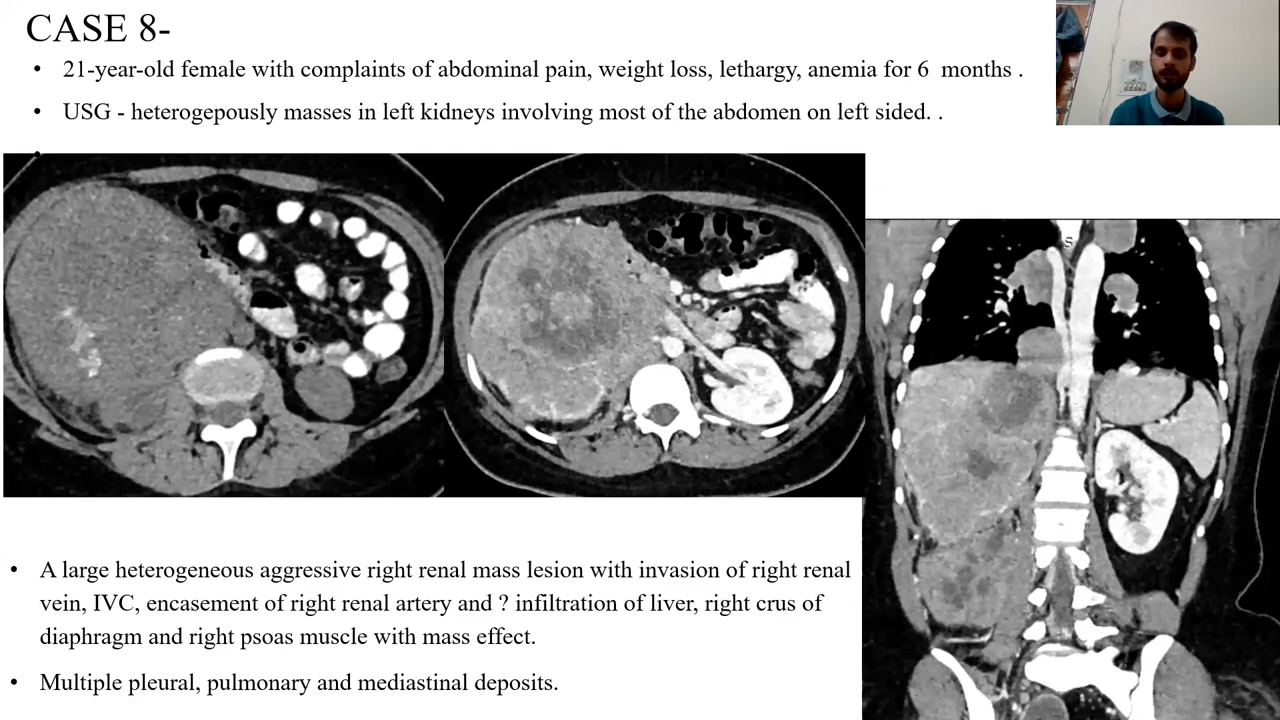 CASE 8-
• 21-year-old female with complaints of abdominal pain, weight loss, lethargy, anemia for 6 months .
• USG - heterogepously masses in left kidneys involving most of the abdomen on left sided. .
•
S
• A large heterogeneous aggressive right renal mass lesion with invasion of right renal
vein, IVC, encasement of right renal artery and ? infiltration of liver, right crus of
diaphragm and right psoas muscle with mass effect.
• Multiple pleural, pulmonary and mediastinal deposits.